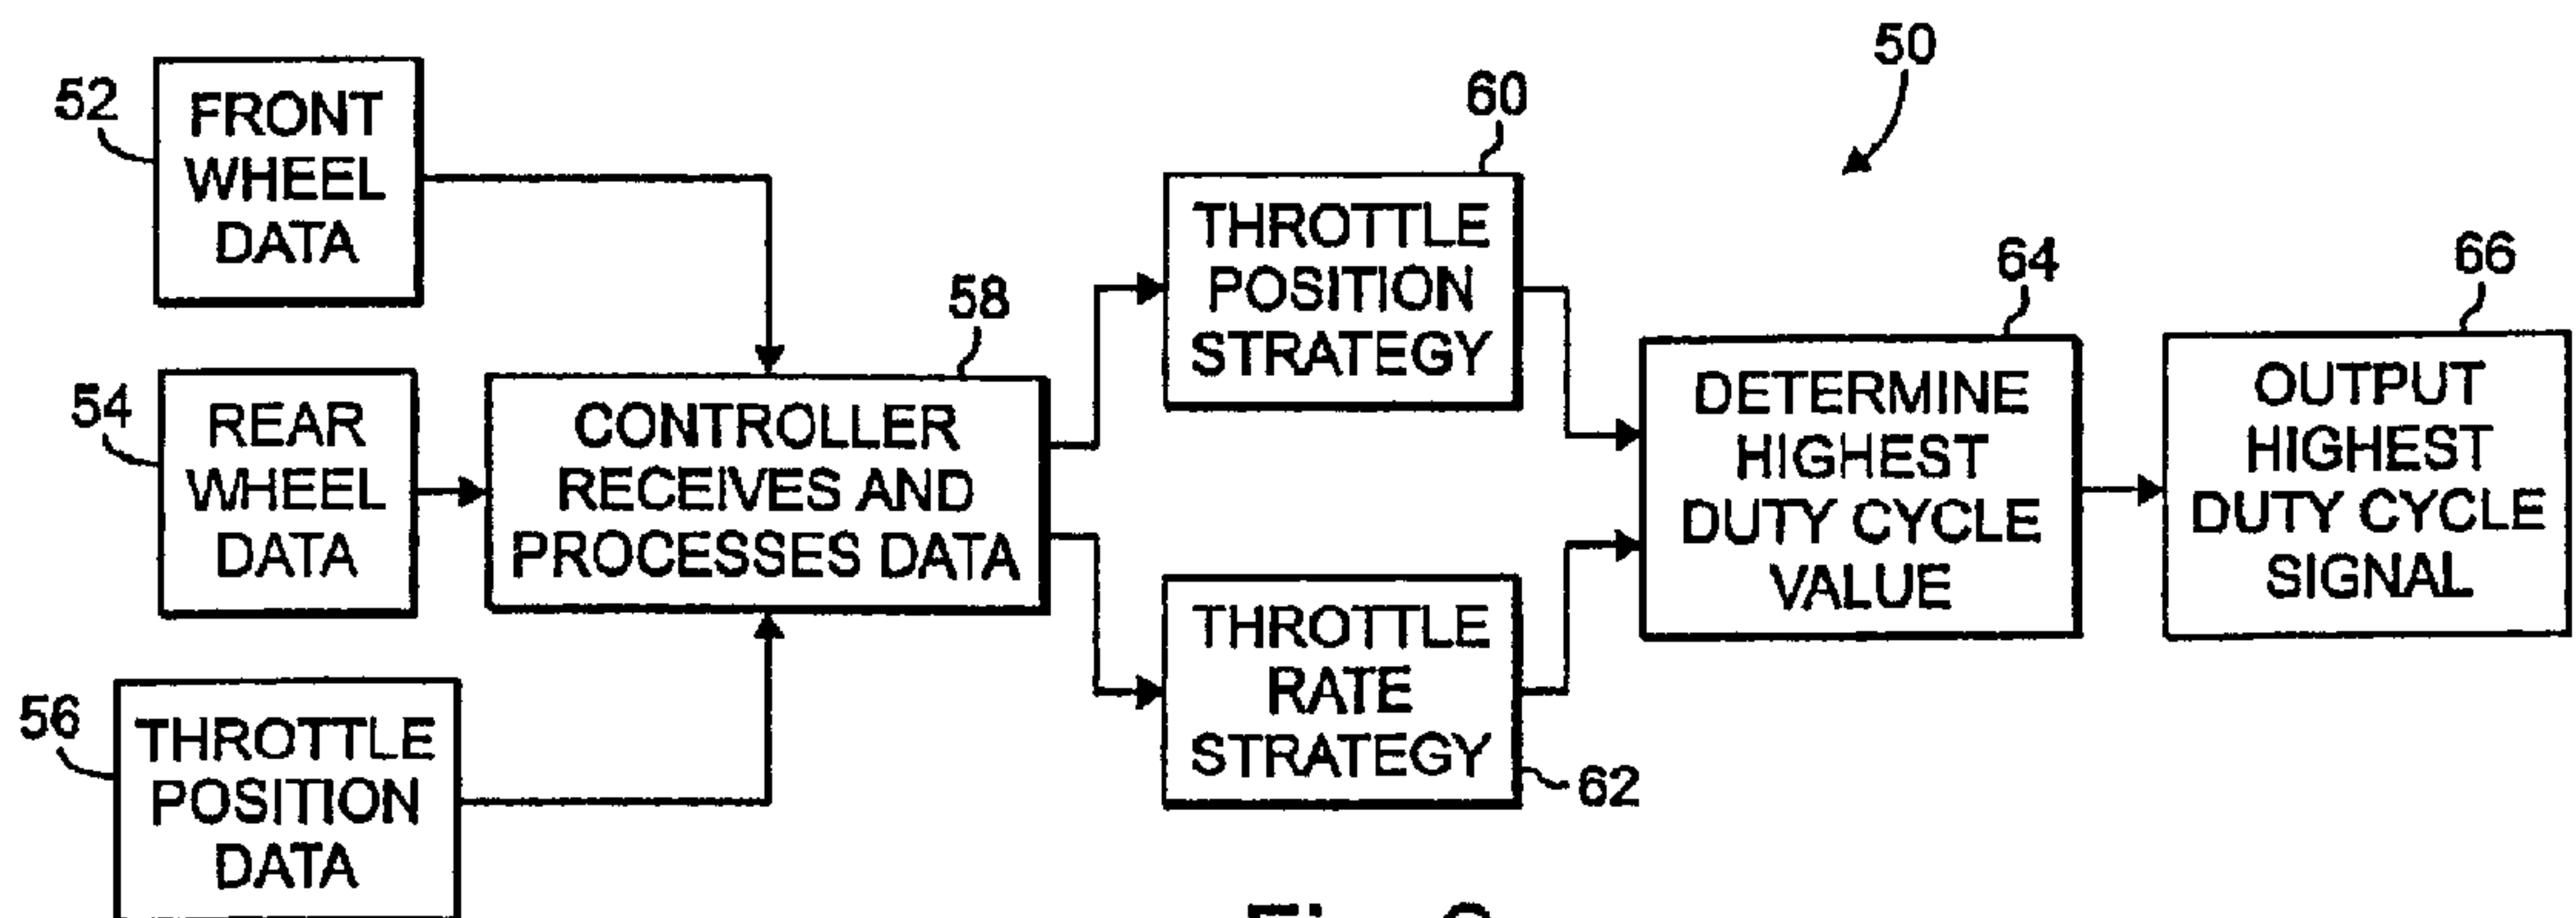 50
52
FRONT
WHEEL
DATA
54
REAR
WHEEL
DATA
56
THROTTLE
POSITION
DATA
58
CONTROLLER
RECEIVES AND
PROCESSES DATA
60
THROTTLE
POSITION
STRATEGY
THROTTLE
RATE
STRATEGY
62
64
DETERMINE
HIGHEST
DUTY CYCLE
VALUE
66
OUTPUT
HIGHEST
DUTY CYCLE
SIGNAL